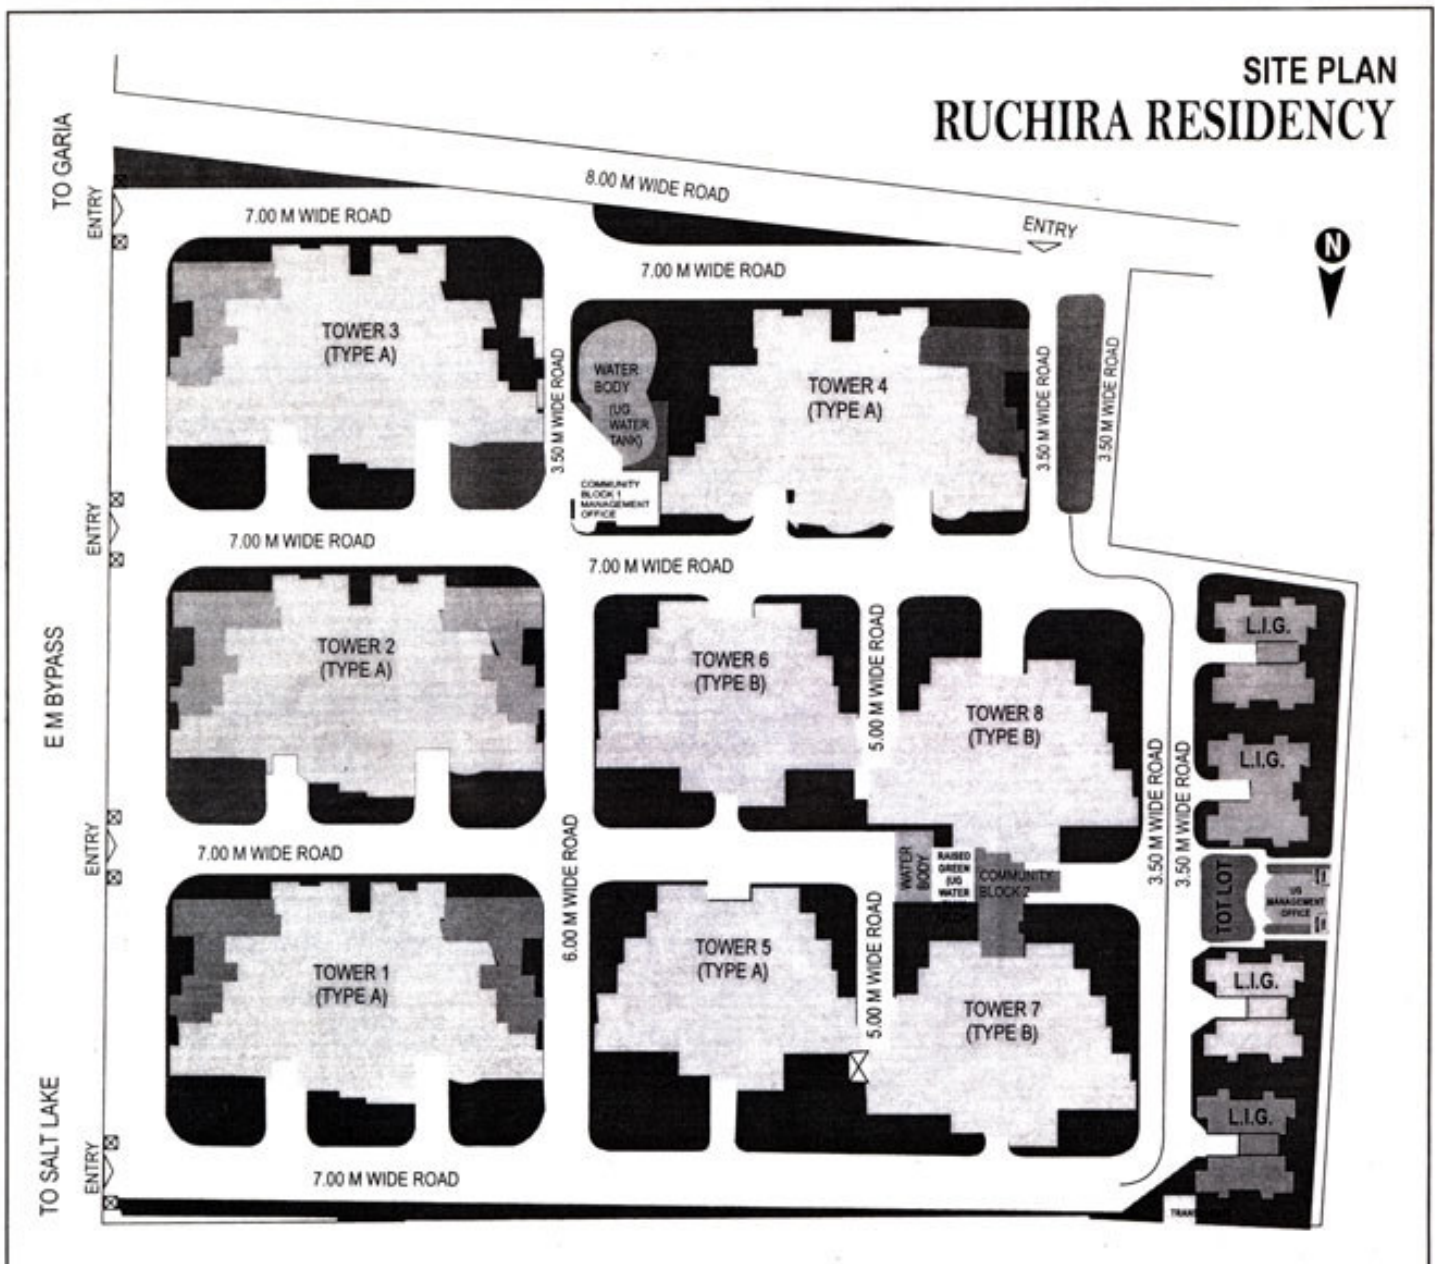 SITE PLAN
RUCHIRA RESIDENCY
TO GARIA
ENTRY
8.00 M WIDE ROAD
7.00 M WIDE ROAD
ENTRY
7.00 M WIDE ROAD
N
TOWER 3
(TYPE A)
3.50 M WIDE ROAD
WATER
BODY
(UG
WATER
TANK)
TOWER 4
(TYPE A)
3.50 M WIDE ROAD
3.50 M WIDE ROAD
COMMUNITY
BLOCK 1
MANAGEMENT
OFFICE
ENTRY
7.00 M WIDE ROAD
7.00 M WIDE ROAD
E M BYPASS
TOWER 2
(TYPE A)
TOWER 6
(TYPE B)
5.00 M WIDE ROAD
TOWER 8
(TYPE B)
L.I.G.
L.I.G.
3.50 M WIDE ROAD
3.50 M WIDE ROAD
ENTRY
7.00 M WIDE ROAD
6.00 M WIDE ROAD
WATER
BODY
RAISED
GREEN
(UG
WATER
COMMUNITY
BLOCK 2
TOT LOT
UG
MANAGEMENT
OFFICE
TOWER 1
(TYPE A)
TOWER 5
(TYPE A)
5.00 M WIDE ROAD
TOWER 7
(TYPE B)
L.I.G.
L.I.G.
TO SALT LAKE
ENTRY
7.00 M WIDE ROAD